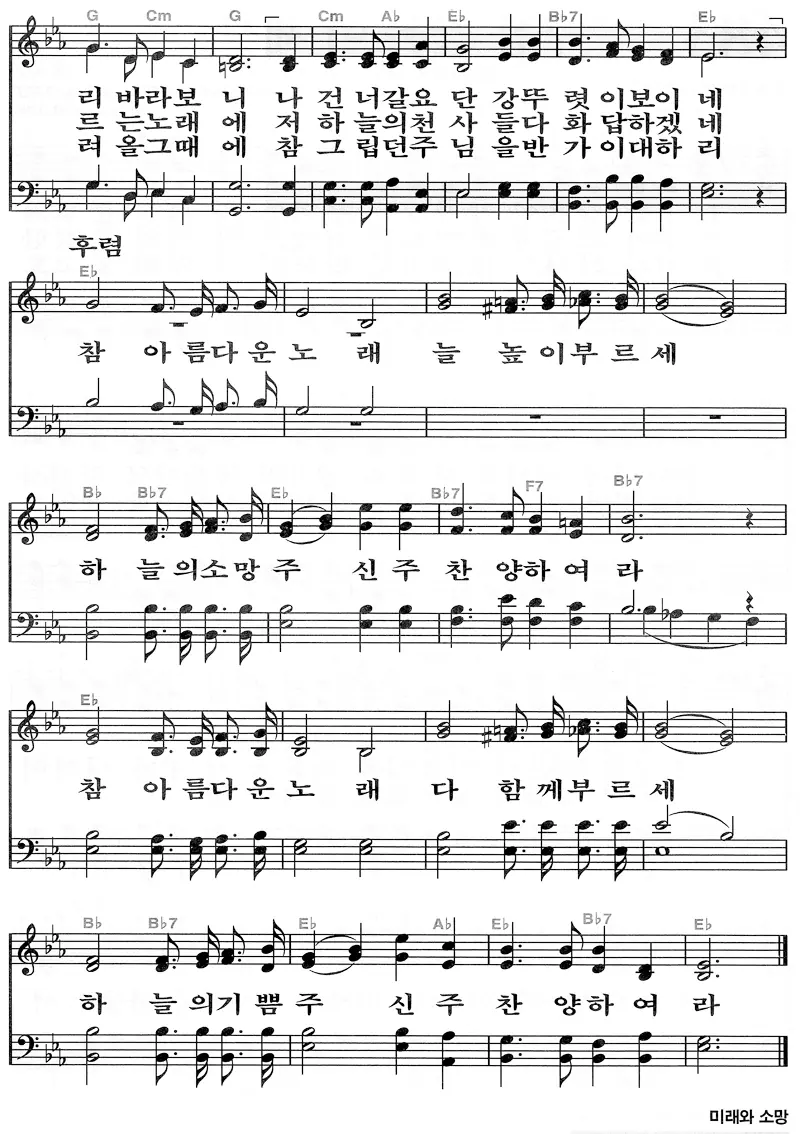 G Cm G Cm A♭ E♭ B♭7 E♭
리 바라보 니 나 건 너갈요 단 강뚜 렷 이보이 네
르 는노래 에 저 하 늘의천 사 들다 화 답하겠 네
려 올그때 에 참 그 립던주 님 을반 가 이대하 리
후렴
E♭
참 아 름다 운 노 래 늘 높 이부 르 세
B♭ B♭7 E♭ B♭7 F7 B♭7
하 늘 의소 망 주 신 주 찬 양하 여 라
E♭
참 아 름다 운 노 래 다 함 께부 르 세
B♭ B♭7 E♭ A♭ E♭ B♭7 E♭
하 늘 의기 쁨 주 신 주 찬 양하 여 라
미래와 소망